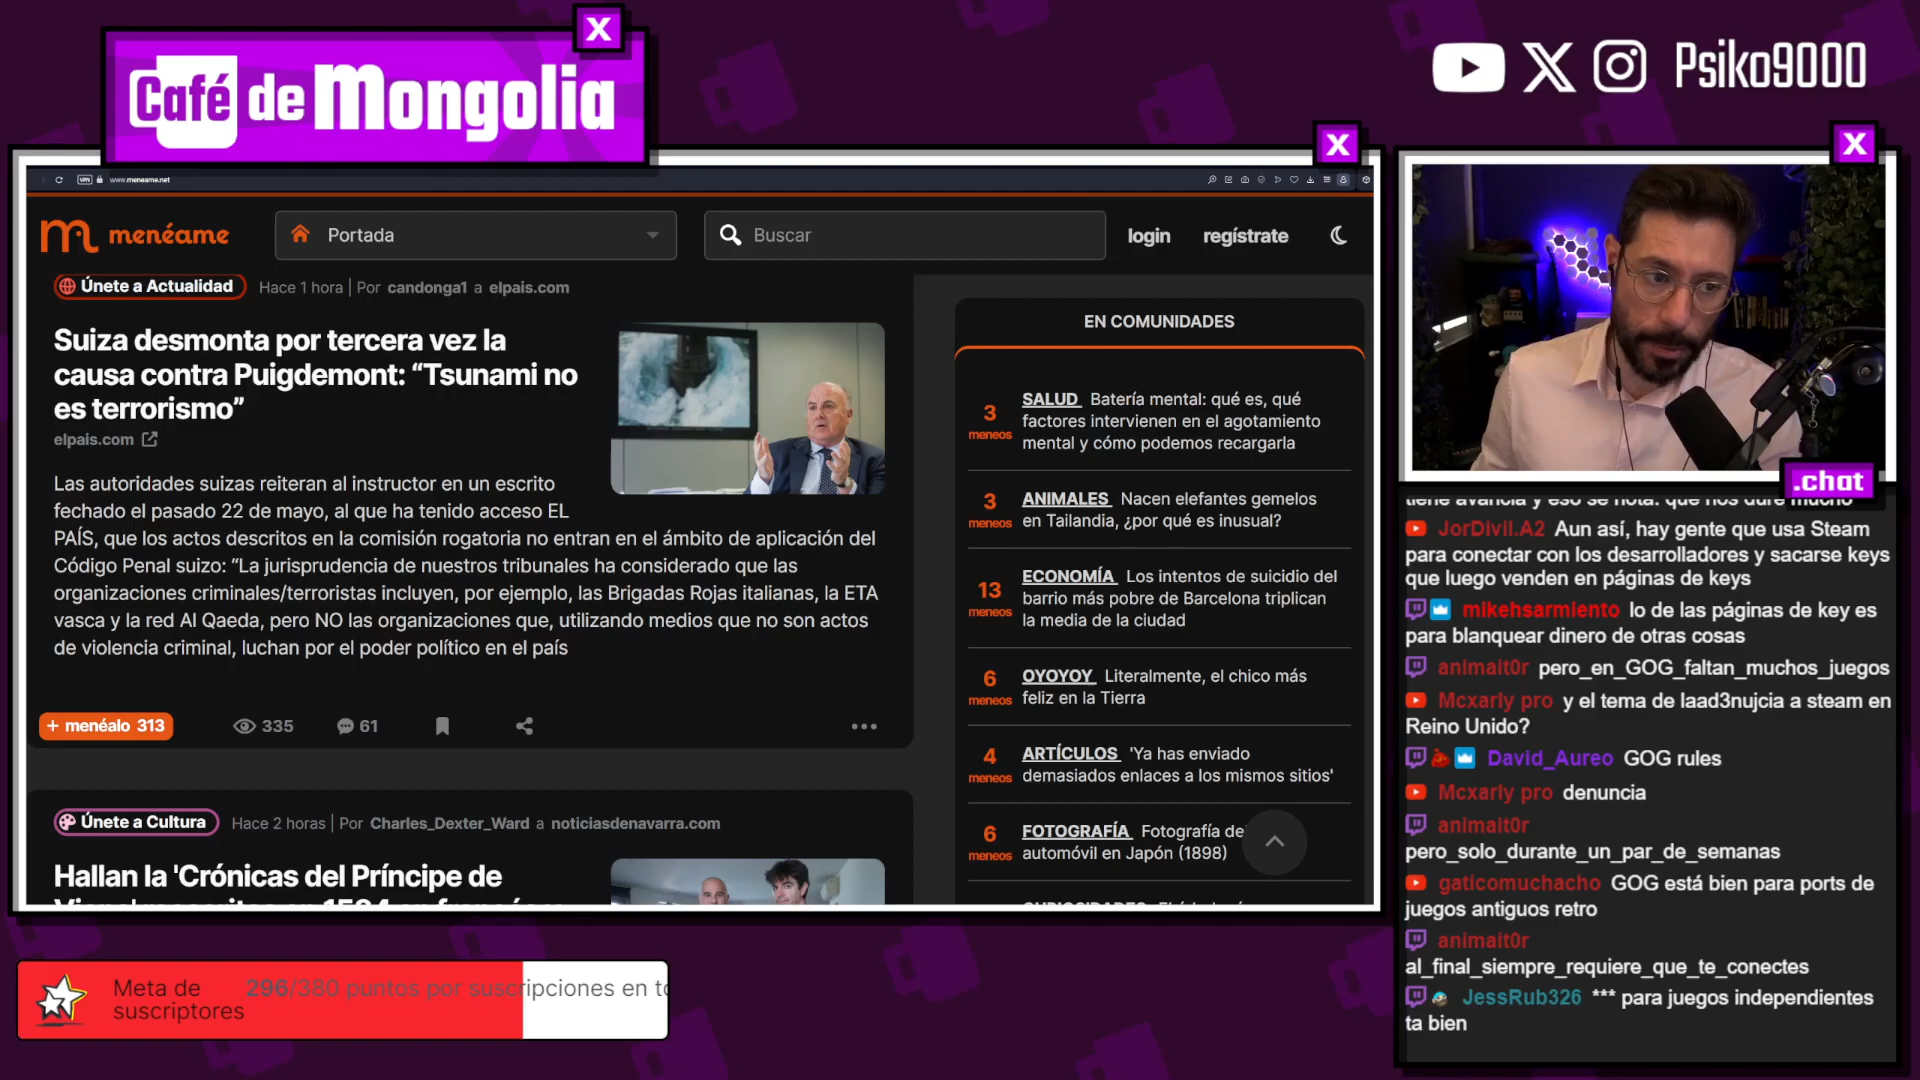 X
Café de Mongolia
Psiko9000
X
X
VPN
www.meneame.net
menéame
Portada
Buscar
login
regístrate
Únete a Actualidad
Hace 1 hora | Por candonga1 a elpais.com
Suiza desmonta por tercera vez la
causa contra Puigdemont: “Tsunami no
es terrorismo”
elpais.com
Las autoridades suizas reiteran al instructor en un escrito
fechado el pasado 22 de mayo, al que ha tenido acceso EL
PAÍS, que los actos descritos en la comisión rogatoria no entran en el ámbito de aplicación del
Código Penal suizo: “La jurisprudencia de nuestros tribunales ha considerado que las
organizaciones criminales/terroristas incluyen, por ejemplo, las Brigadas Rojas italianas, la ETA
vasca y la red Al Qaeda, pero NO las organizaciones que, utilizando medios que no son actos
de violencia criminal, luchan por el poder político en el país
+ menéalo 313
335
61
Únete a Cultura
Hace 2 horas | Por Charles_Dexter_Ward a noticiasdenavarra.com
Hallan la 'Crónicas del Príncipe de
EN COMUNIDADES
3 meneos
SALUD Batería mental: qué es, qué
factores intervienen en el agotamiento
mental y cómo podemos recargarla
3 meneos
ANIMALES Nacen elefantes gemelos
en Tailandia, ¿por qué es inusual?
13 meneos
ECONOMÍA Los intentos de suicidio del
barrio más pobre de Barcelona triplican
la media de la ciudad
6 meneos
OYOYOY Literalmente, el chico más
feliz en la Tierra
4 meneos
ARTÍCULOS 'Ya has enviado
demasiados enlaces a los mismos sitios'
6 meneos
FOTOGRAFÍA Fotografía de
automóvil en Japón (1898)
.chat
tiene avaricia y eso se nota. que nos dure mucho
JorDivil.A2 Aun así, hay gente que usa Steam
para conectar con los desarrolladores y sacarse keys
que luego venden en páginas de keys
mikehsarmiento lo de las páginas de key es
para blanquear dinero de otras cosas
animait0r pero_en_GOG_faltan_muchos_juegos
Mcxarly pro y el tema de laad3nujcia a steam en
Reino Unido?
David_Aureo GOG rules
Mcxarly pro denuncia
animait0r
pero_solo_durante_un_par_de_semanas
gaticomuchacho GOG está bien para ports de
juegos antiguos retro
animait0r
al_final_siempre_requiere_que_te_conectes
JessRub326 *** para juegos independientes
ta bien
Meta de
suscriptores
296/380 puntos por suscripciones en to